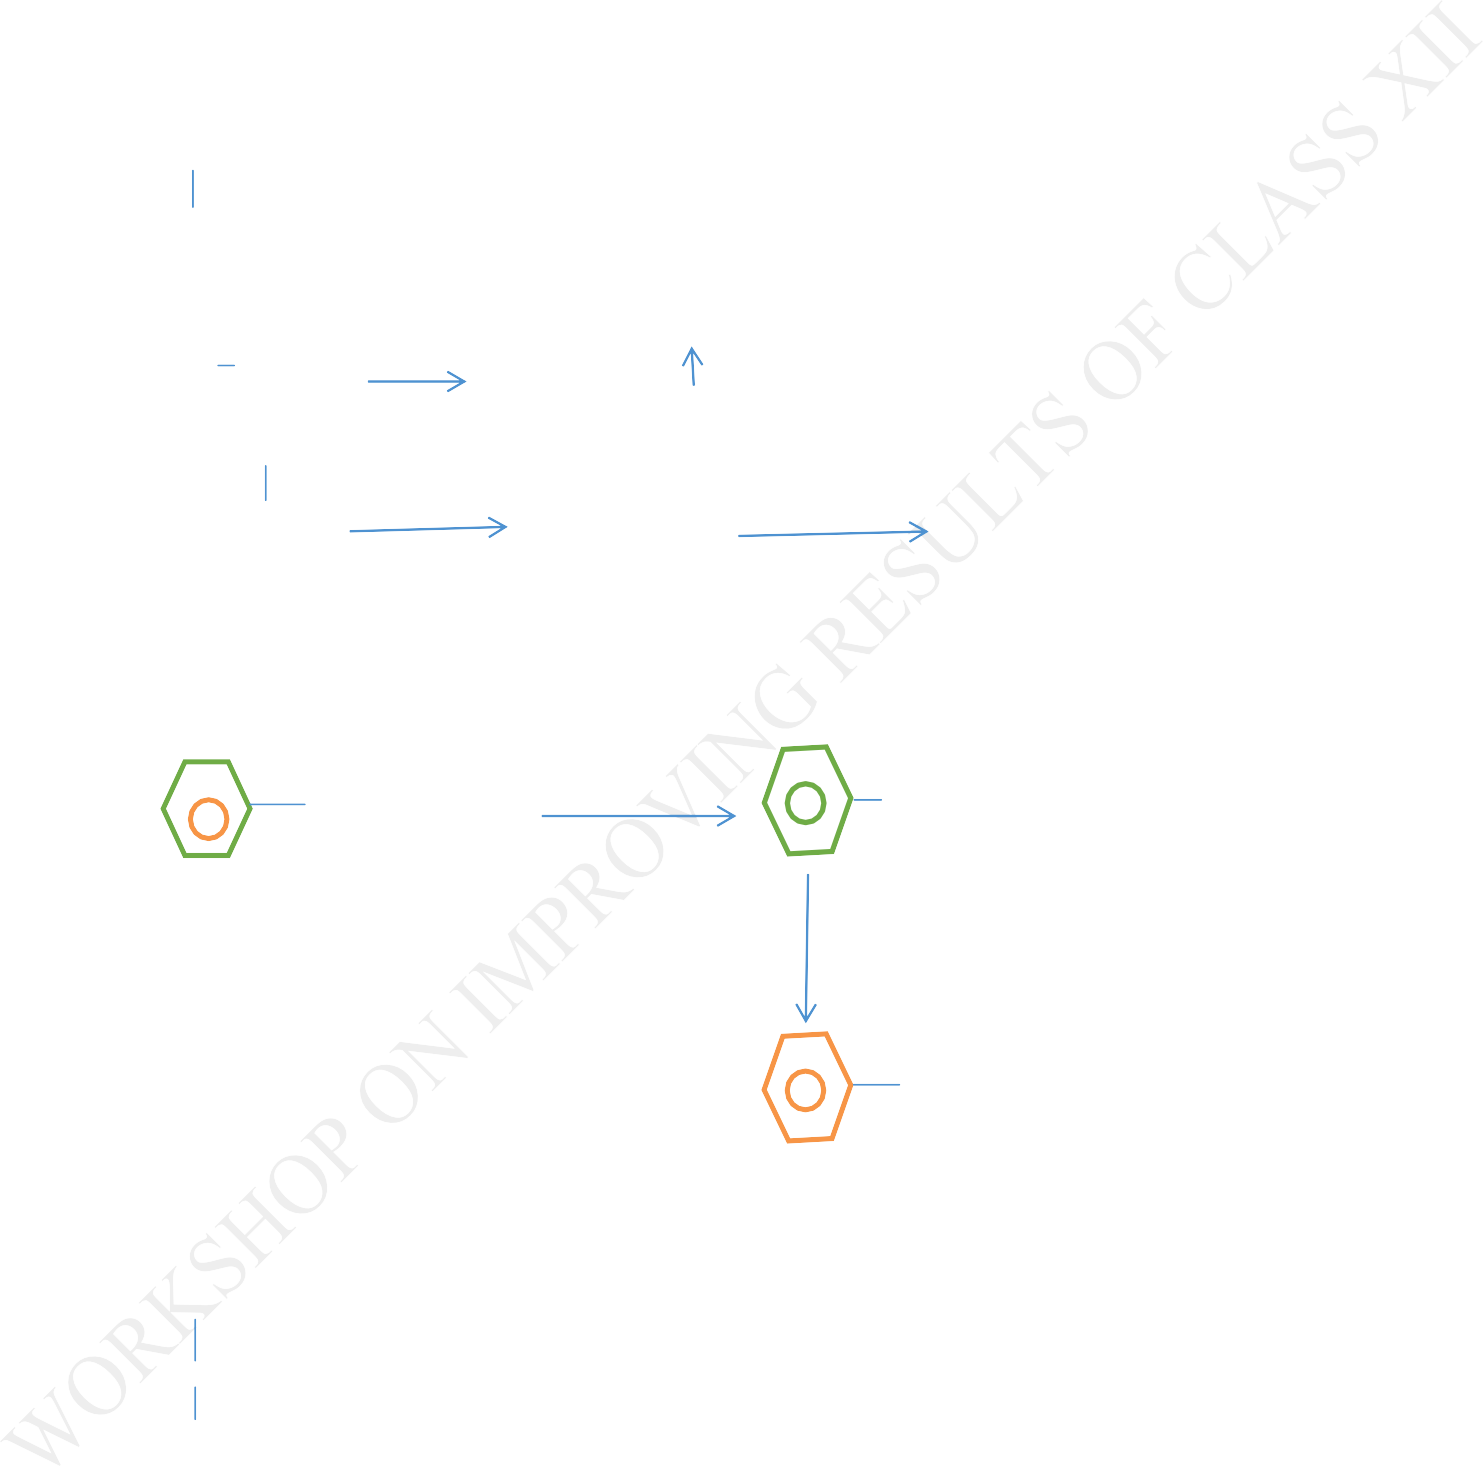 WORKSHOP ON IMPROVING RESULTS OF CLASS XII